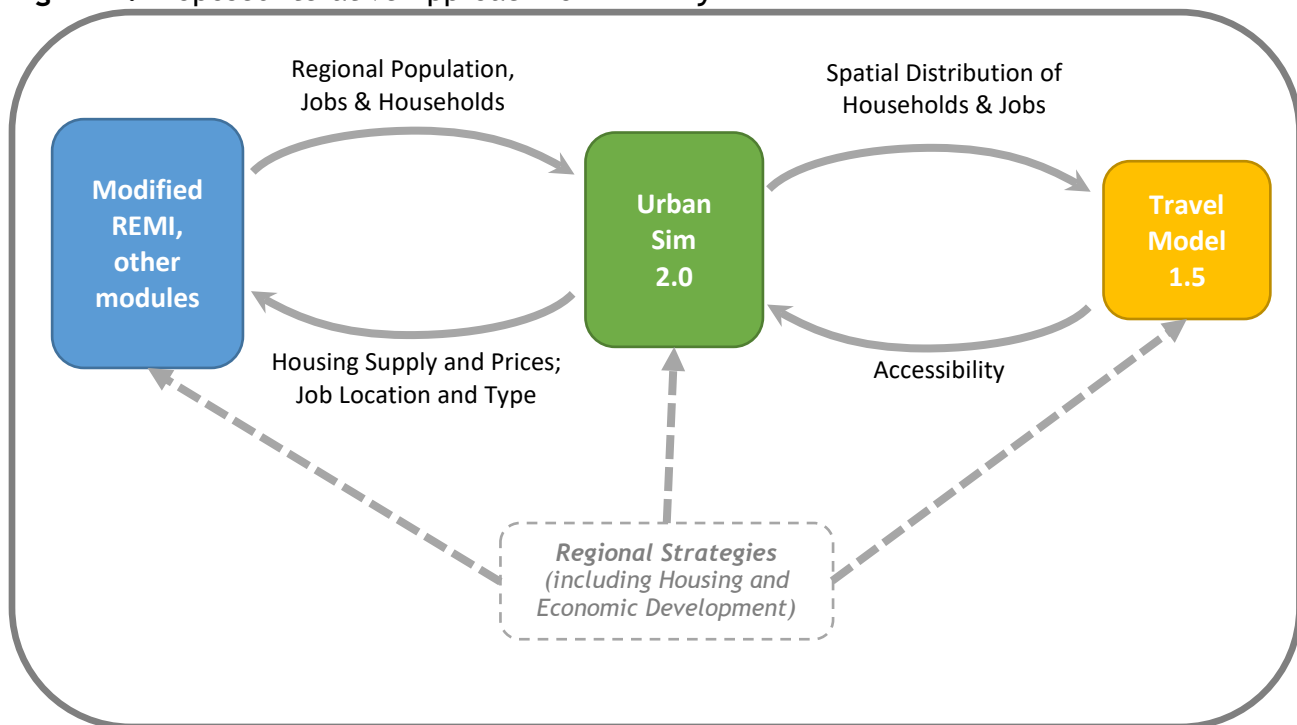 Regional Population,
Jobs & Households
Spatial Distribution of
Households & Jobs
Modified
REMI,
other
modules
Urban
Sim
2.0
Travel
Model
1.5
Housing Supply and Prices;
Job Location and Type
Accessibility
Regional Strategies
(including Housing and
Economic Development)